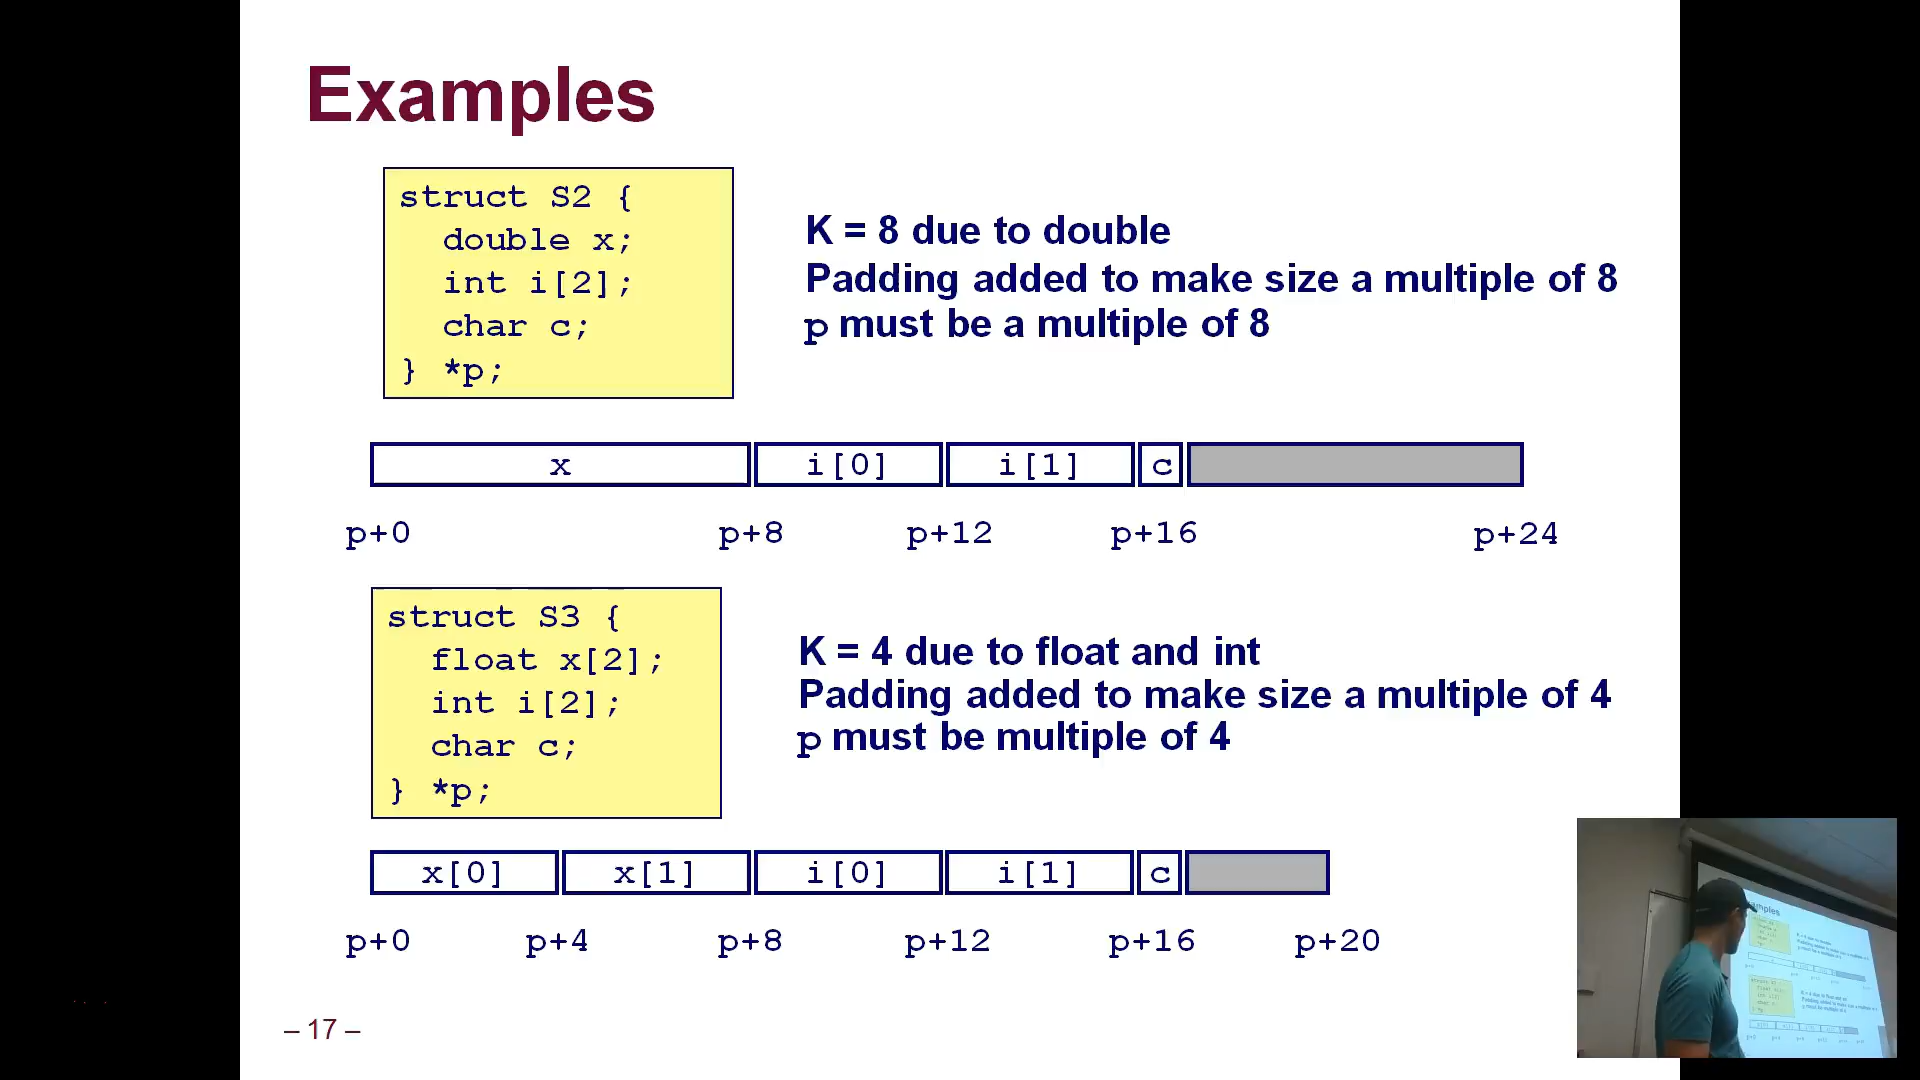 Examples
struct S2 {
double x;
int i[2];
char c;
} *p;
K = 8 due to double
Padding added to make size a multiple of 8
p must be a multiple of 8
x i[0] i[1] c
p+0 p+8 p+12 p+16 p+24
struct S3 {
float x[2];
int i[2];
char c;
} *p;
K = 4 due to float and int
Padding added to make size a multiple of 4
p must be multiple of 4
x[0] x[1] i[0] i[1] c
p+0 p+4 p+8 p+12 p+16 p+20
– 17 –